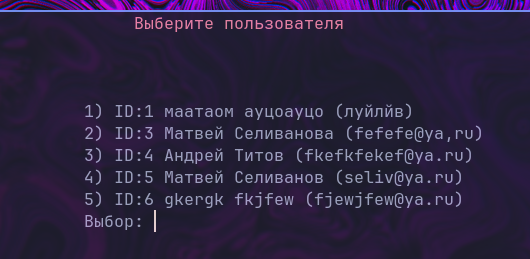 Выберите пользователя
1) ID:1 маатаом ауцоауцо (луйлйв)
2) ID:3 Матвей Селиванова (fefefe@ya,ru)
3) ID:4 Андрей Титов (fkefkfekef@ya.ru)
4) ID:5 Матвей Селиванов (seliv@ya.ru)
5) ID:6 gkergk fkjfew (fjewjfew@ya.ru)
Выбор: